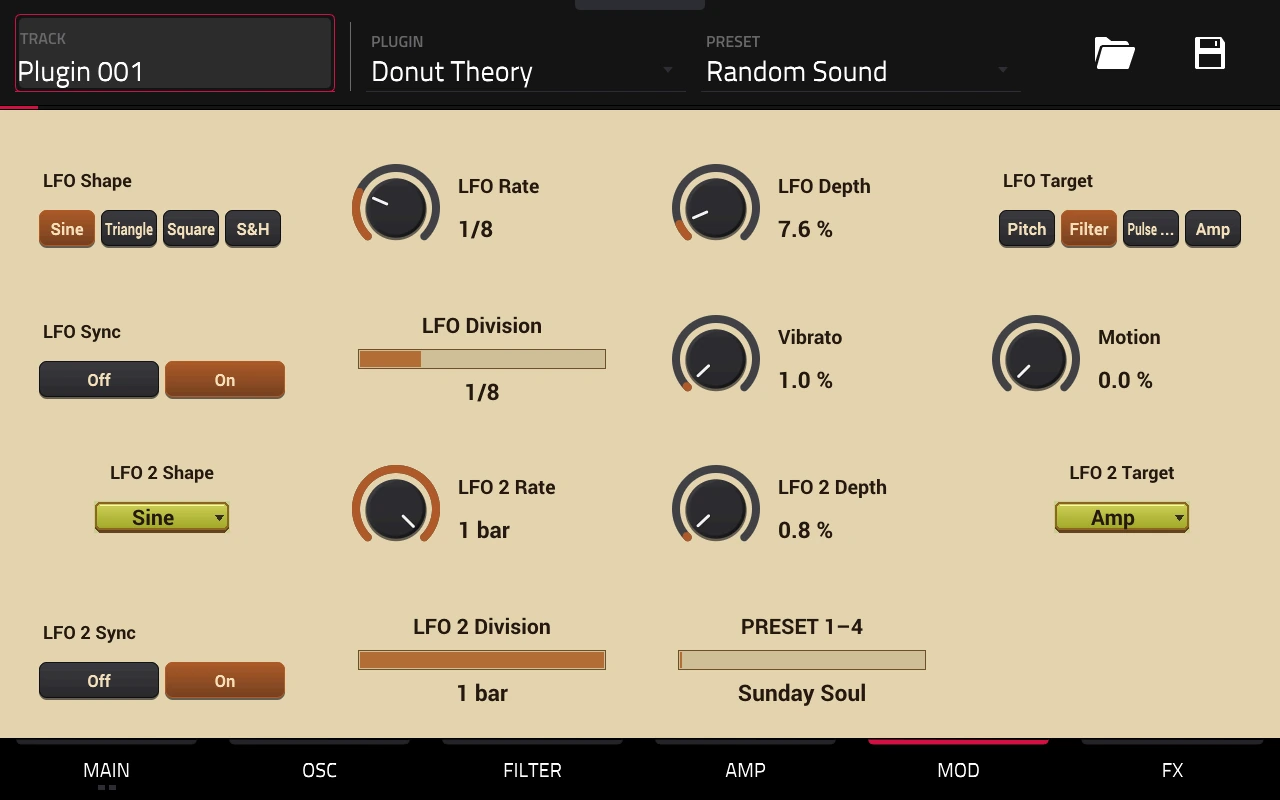 TRACK
Plugin 001
PLUGIN
Donut Theory
PRESET
Random Sound
LFO Shape
Sine
Triangle
Square
S&H
LFO Rate
1/8
LFO Depth
7.6 %
LFO Target
Pitch
Filter
Pulse ...
Amp
LFO Sync
Off
On
LFO Division
1/8
Vibrato
1.0 %
Motion
0.0 %
LFO 2 Shape
Sine
LFO 2 Rate
1 bar
LFO 2 Depth
0.8 %
LFO 2 Target
Amp
LFO 2 Sync
Off
On
LFO 2 Division
1 bar
PRESET 1–4
Sunday Soul
MAIN
OSC
FILTER
AMP
MOD
FX